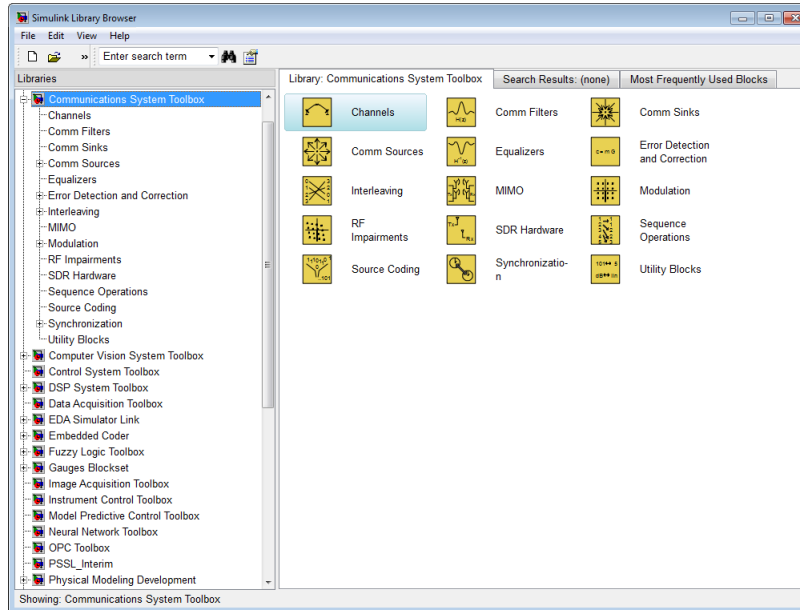 Simulink Library Browser
File Edit View Help
» Enter search term
Libraries
Library: Communications System Toolbox Search Results: (none) Most Frequently Used Blocks
Communications System Toolbox
Channels
Comm Filters
Comm Sinks
Comm Sources
Equalizers
Error Detection and Correction
Interleaving
MIMO
Modulation
RF Impairments
SDR Hardware
Sequence Operations
Source Coding
Synchronization
Utility Blocks
Computer Vision System Toolbox
Control System Toolbox
DSP System Toolbox
Data Acquisition Toolbox
EDA Simulator Link
Embedded Coder
Fuzzy Logic Toolbox
Gauges Blockset
Image Acquisition Toolbox
Instrument Control Toolbox
Model Predictive Control Toolbox
Neural Network Toolbox
OPC Toolbox
PSSL_Interim
Physical Modeling Development
Channels
Comm Filters
Comm Sinks
Comm Sources
Equalizers
Error Detection
and Correction
Interleaving
MIMO
Modulation
RF
Impairments
SDR Hardware
Sequence
Operations
Source Coding
Synchronizatio-
n
Utility Blocks
Showing: Communications System Toolbox